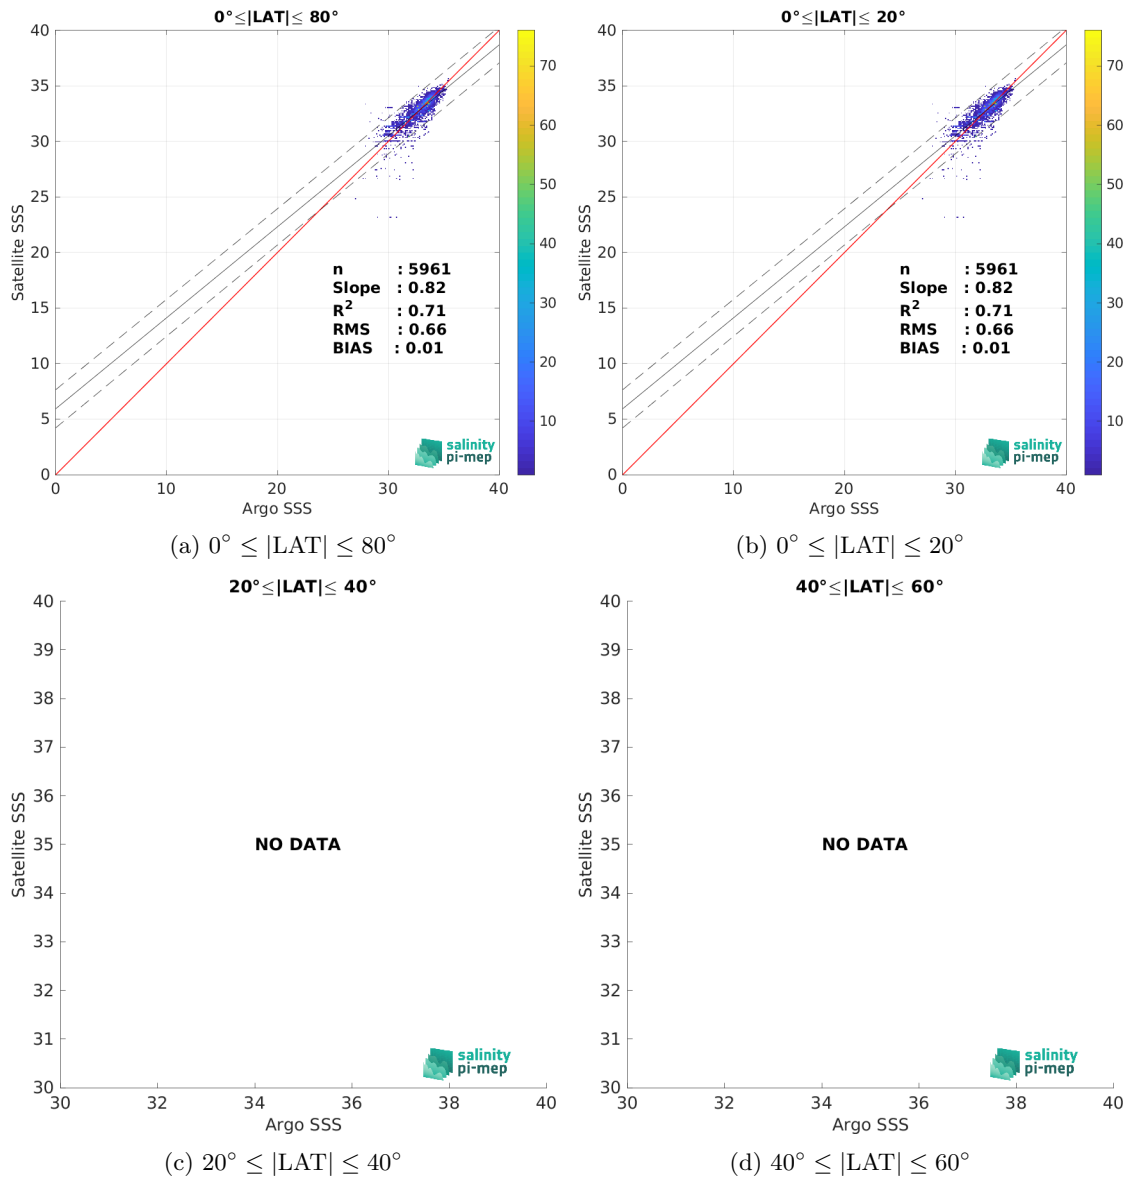 0°≤|LAT|≤ 80°
40
35
30
25
20
15
10
5
0
0
10
20
30
40
Satellite SSS
Argo SSS
n : 5961
Slope : 0.82
R² : 0.71
RMS : 0.66
BIAS : 0.01
salinity
pi-mep
70
60
50
40
30
20
10
(a) 0° ≤ |LAT| ≤ 80°
0°≤|LAT|≤ 20°
40
35
30
25
20
15
10
5
0
0
10
20
30
40
Satellite SSS
Argo SSS
n : 5961
Slope : 0.82
R² : 0.71
RMS : 0.66
BIAS : 0.01
salinity
pi-mep
70
60
50
40
30
20
10
(b) 0° ≤ |LAT| ≤ 20°
20°≤|LAT|≤ 40°
40
39
38
37
36
35
34
33
32
31
30
30
32
34
36
38
40
Satellite SSS
Argo SSS
NO DATA
salinity
pi-mep
(c) 20° ≤ |LAT| ≤ 40°
40°≤|LAT|≤ 60°
40
39
38
37
36
35
34
33
32
31
30
30
32
34
36
38
40
Satellite SSS
Argo SSS
NO DATA
salinity
pi-mep
(d) 40° ≤ |LAT| ≤ 60°